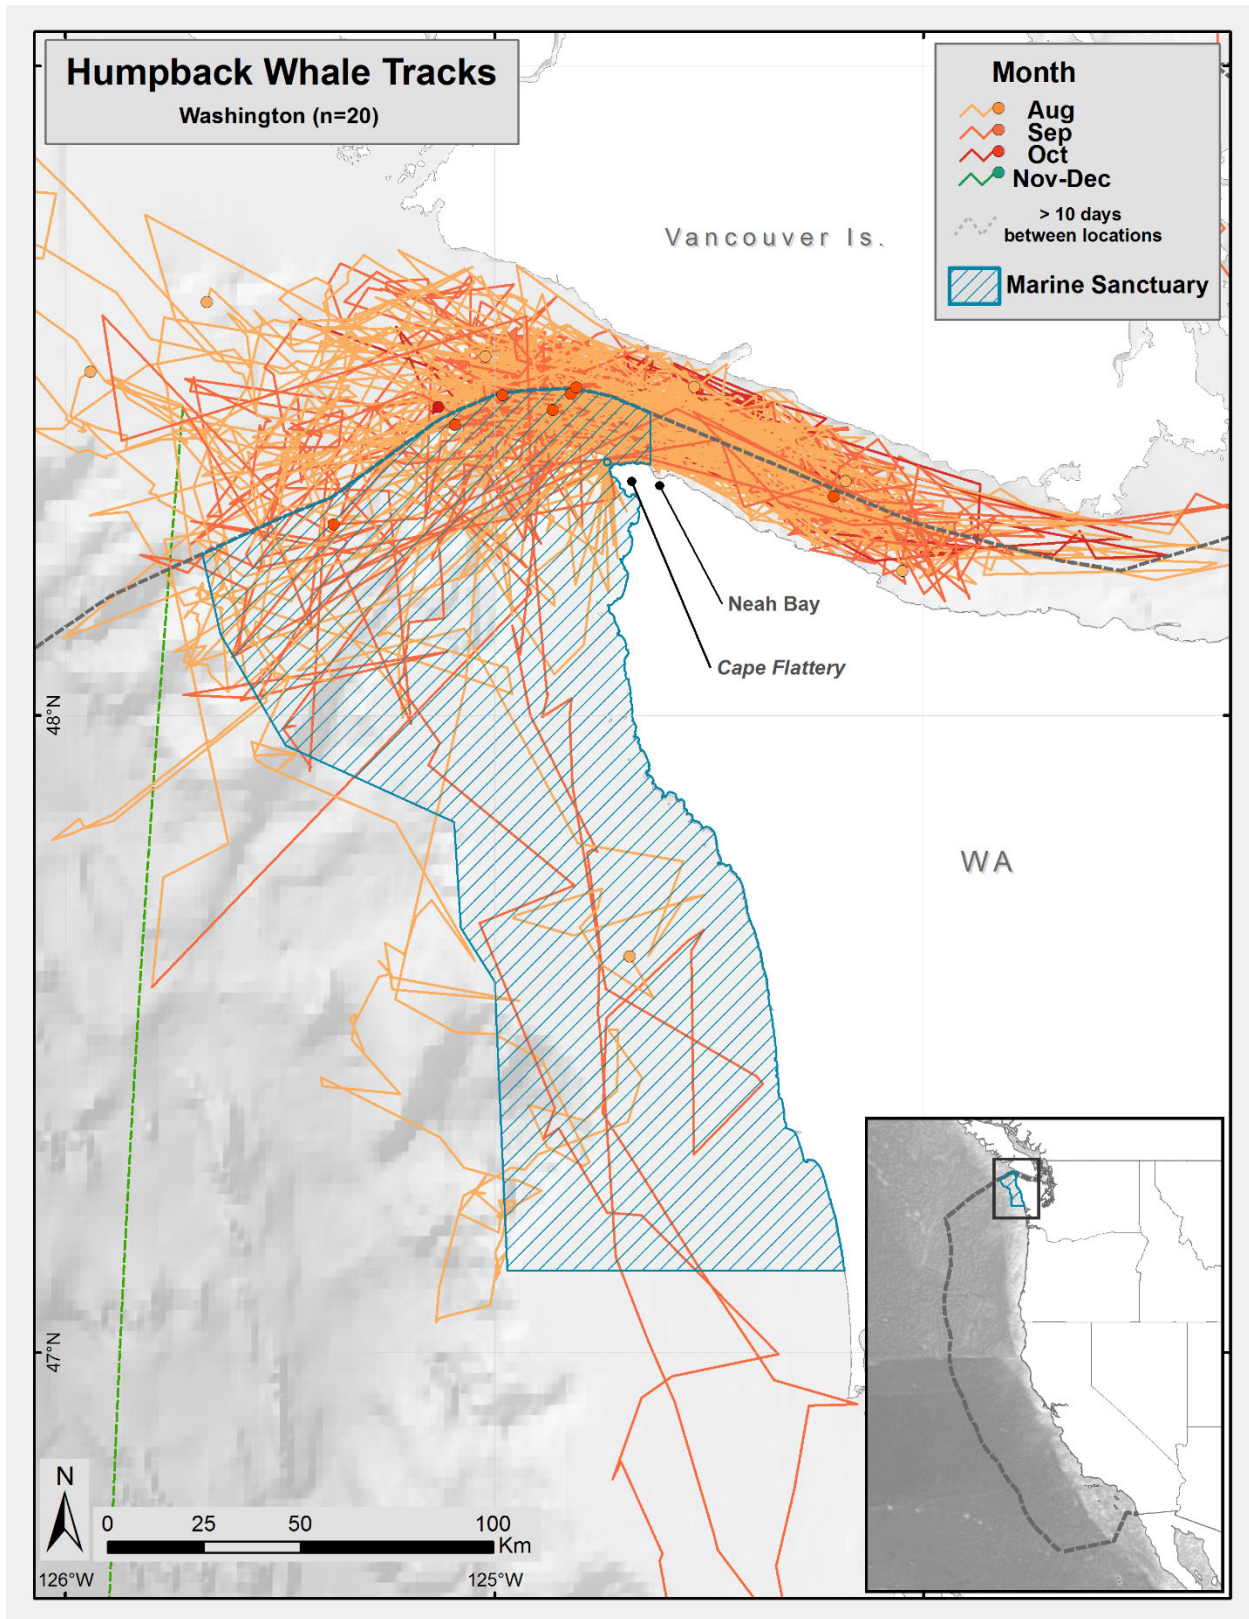 Humpback Whale Tracks
Washington (n=20)
Month
Aug
Sep
Oct
Nov-Dec
> 10 days
between locations
Marine Sanctuary
Vancouver Is.
Neah Bay
Cape Flattery
48°N
WA
47°N
N
0 25 50 100
Km
126°W 125°W